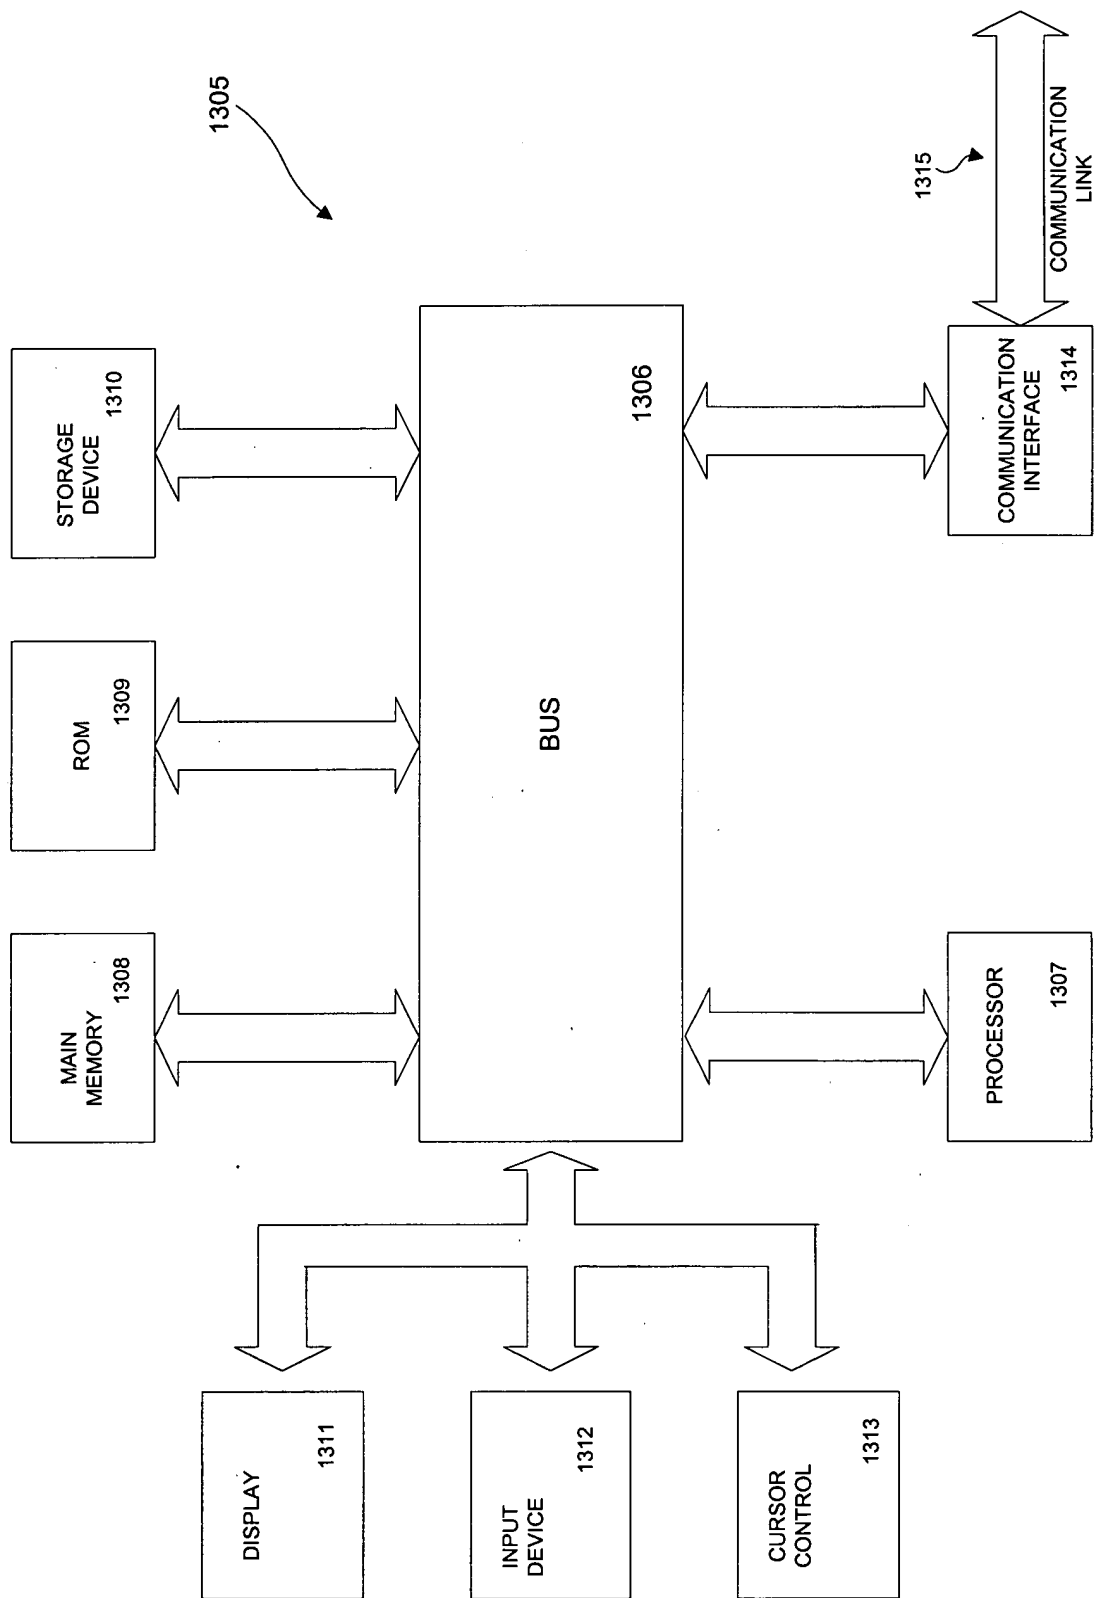 1305
MAIN
MEMORY
1308
ROM
1309
STORAGE
DEVICE
1310
DISPLAY
1311
INPUT
DEVICE
1312
CURSOR
CONTROL
1313
BUS
1306
PROCESSOR
1307
COMMUNICATION
INTERFACE
1314
1315
COMMUNICATION
LINK